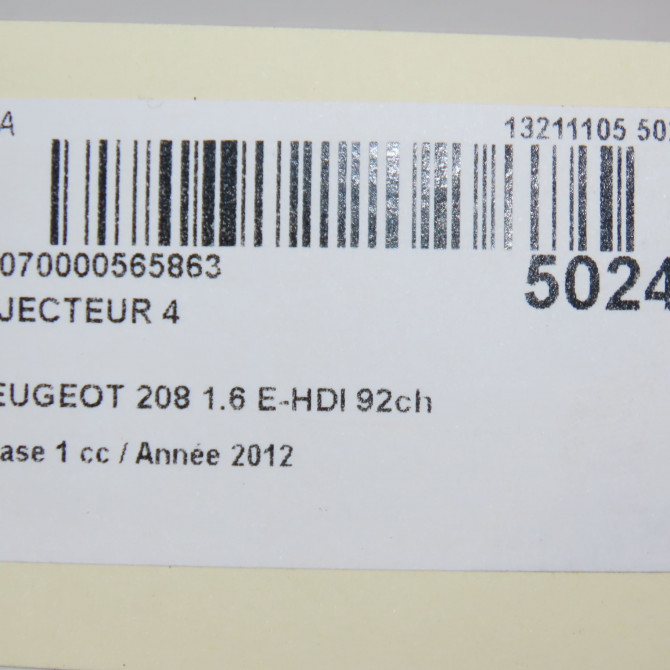 A 13211105 50
070000565863
5024
JECTEUR 4
EUGEOT 208 1.6 E-HDI 92ch
ase 1 cc / Année 2012